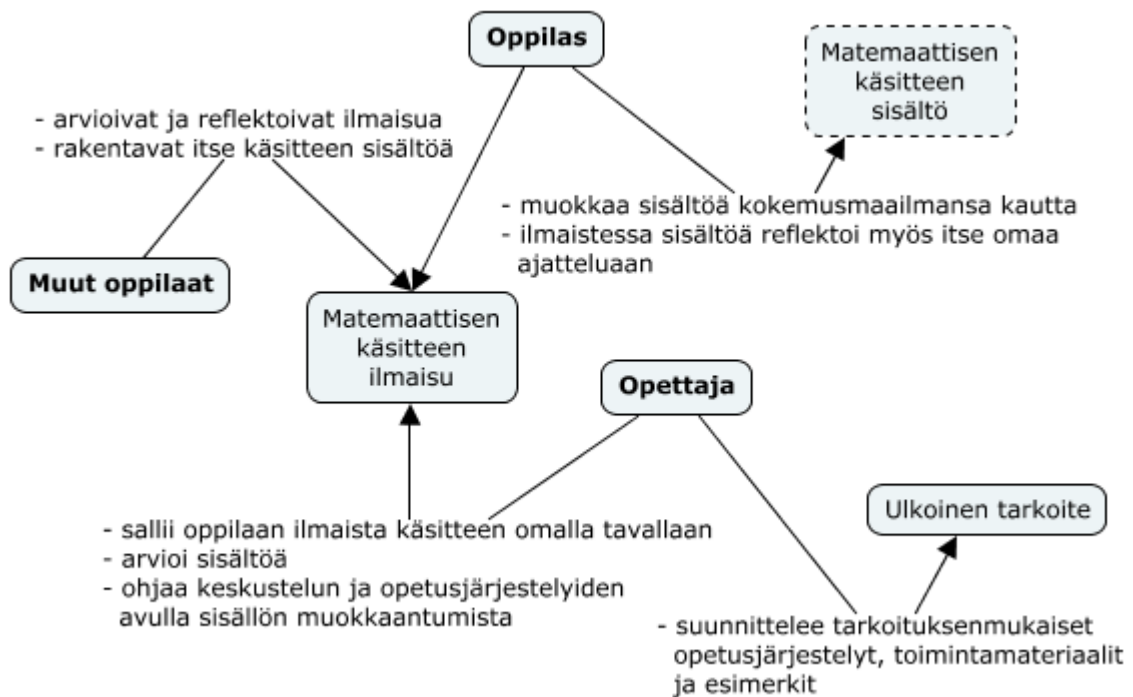 Oppilas
Matemaattisen
käsitteen
sisältö
- arvioivat ja reflektoivat ilmaisua
- rakentavat itse käsitteen sisältöä
- muokkaa sisältöä kokemusmaailmansa kautta
- ilmaistessa sisältöä reflektoi myös itse omaa
ajatteluaan
Muut oppilaat
Matemaattisen
käsitteen
ilmaisu
Opettaja
Ulkoinen tarkoite
- sallii oppilaan ilmaista käsitteen omalla tavallaan
- arvioi sisältöä
- ohjaa keskustelun ja opetusjärjestelyiden
avulla sisällön muokkaantumista
- suunnittelee tarkoituksenmukaiset
opetusjärjestelyt, toimintamateriaalit
ja esimerkit